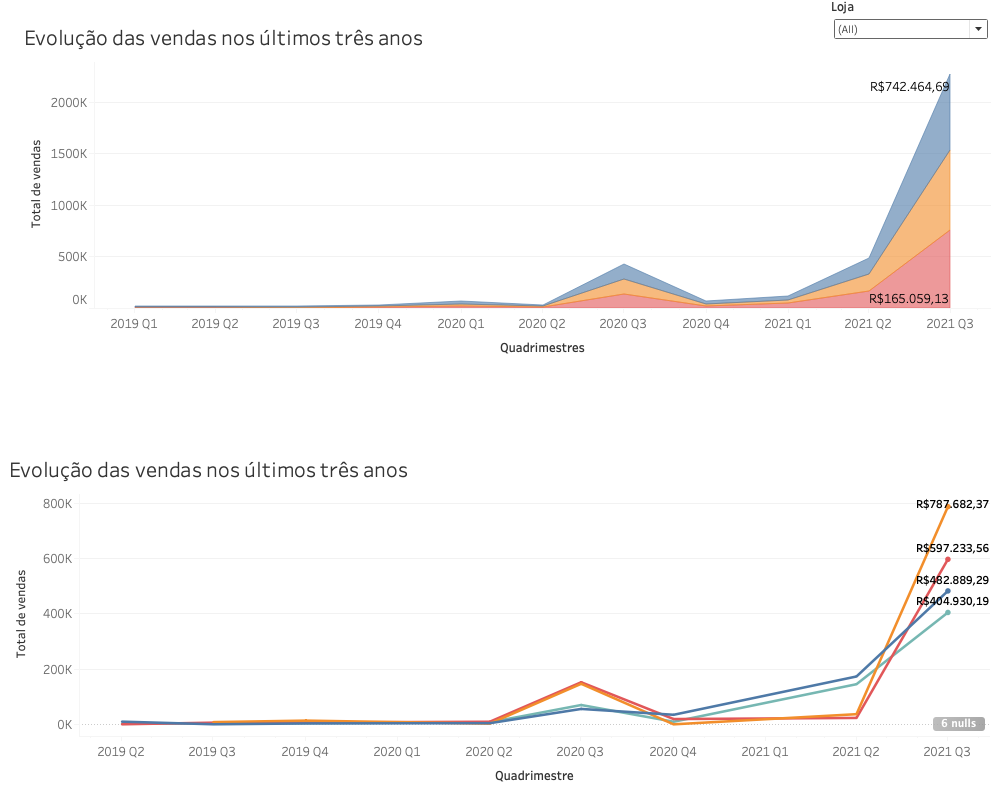 Loja
Evolução das vendas nos últimos três anos
(All)
R$742.464,69
2000K
1500K
1000K
500K
0K
Total de vendas
R$165.059,13
2019 Q1 2019 Q2 2019 Q3 2019 Q4 2020 Q1 2020 Q2 2020 Q3 2020 Q4 2021 Q1 2021 Q2 2021 Q3
Quadrimestres
Evolução das vendas nos últimos três anos
800K
600K
400K
200K
0K
Total de vendas
R$787.682,37
R$597.233,56
R$482.889,29
R$404.930,19
6 nulls
2019 Q2 2019 Q3 2019 Q4 2020 Q1 2020 Q2 2020 Q3 2020 Q4 2021 Q1 2021 Q2 2021 Q3
Quadrimestre